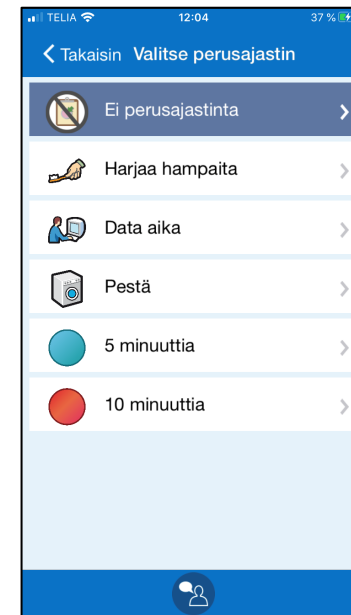 TELIA 12:04 37 %
Takaisin Valitse perusajastin
Ei perusajastinta
Harjaa hampaita
Data aika
Pestä
5 minuuttia
10 minuuttia